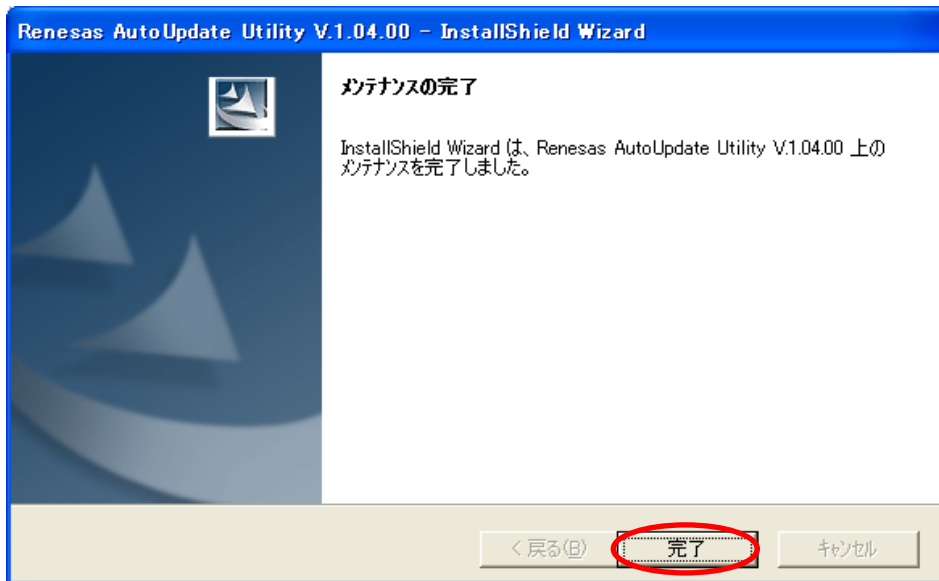 Renesas AutoUpdate Utility V.1.04.00 - InstallShield Wizard
メンテナンスの完了
InstallShield Wizard は、Renesas AutoUpdate Utility V.1.04.00 上の
メンテナンスを完了しました。
< 戻る(B)
完了
キャンセル